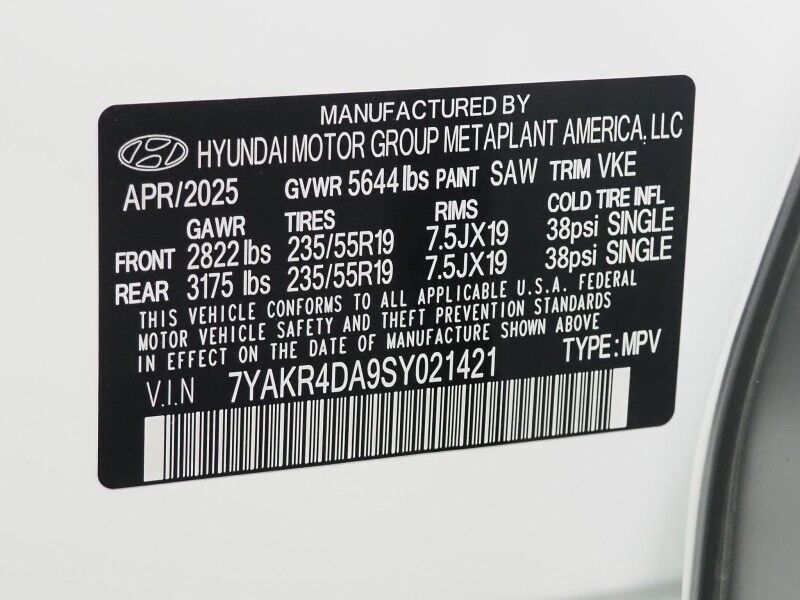 MANUFACTURED BY
HYUNDAI MOTOR GROUP METAPLANT AMERICA, LLC
APR/2025 GVWR 5644 lbs PAINT SAW TRIM VKE
GAWR TIRES RIMS COLD TIRE INFL
FRONT 2822 lbs 235/55R19 7.5JX19 38psi SINGLE
REAR 3175 lbs 235/55R19 7.5JX19 38psi SINGLE
THIS VEHICLE CONFORMS TO ALL APPLICABLE U.S.A. FEDERAL
MOTOR VEHICLE SAFETY AND THEFT PREVENTION STANDARDS
IN EFFECT ON THE DATE OF MANUFACTURE SHOWN ABOVE
V.I.N 7YAKR4DA9SY021421 TYPE:MPV